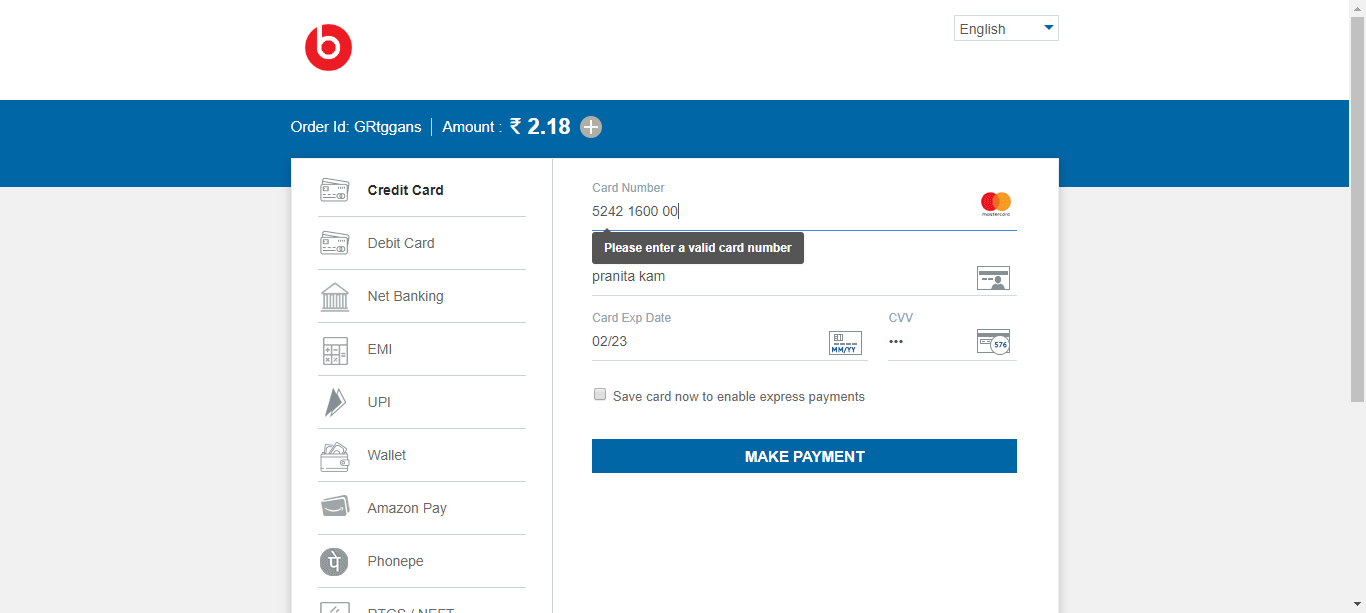 b
English
Order Id: GRtggans
Amount : ₹ 2.18
Credit Card
Debit Card
Net Banking
EMI
UPI
Wallet
Amazon Pay
Phonepe
RTGS / NEFT
Card Number
5242 1600 00
mastercard
Please enter a valid card number
pranita kam
Card Exp Date
02/23
MM/YY
CVV
•••
576
Save card now to enable express payments
MAKE PAYMENT